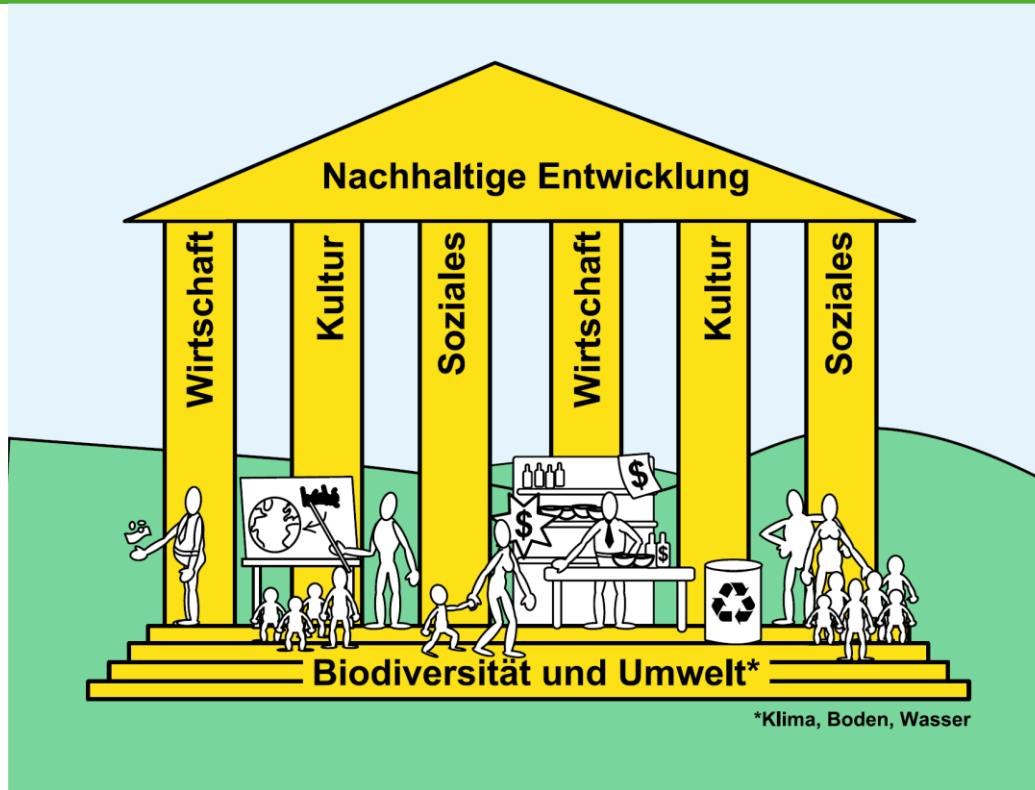 Nachhaltige Entwicklung
Wirtschaft
Kultur
Soziales
Wirtschaft
Kultur
Soziales
$
$
$
Biodiversität und Umwelt*
*Klima, Boden, Wasser